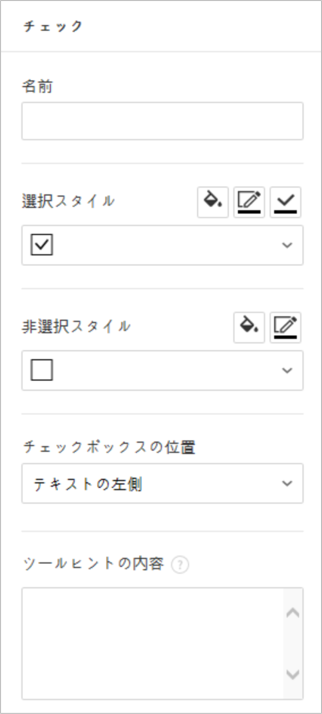 チェック
名前
選択スタイル
非選択スタイル
チェックボックスの位置
テキストの左側
ツールヒントの内容 ?